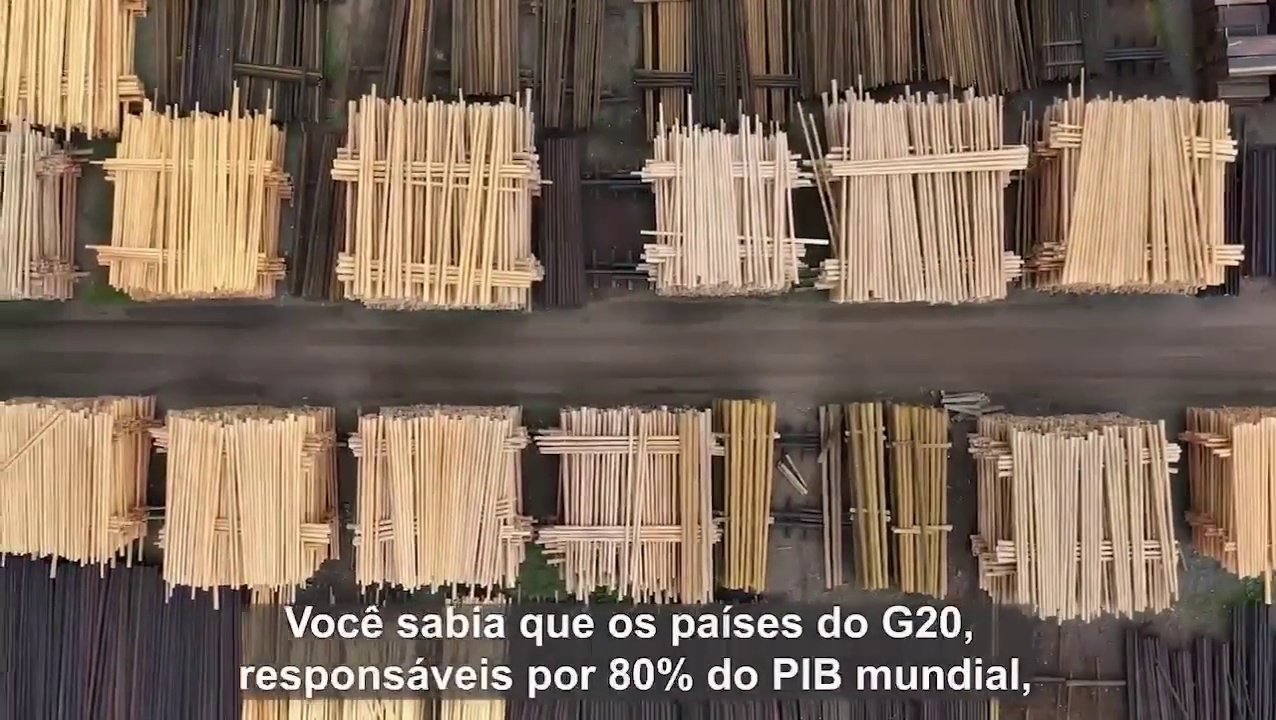 Você sabia que os países do G20,
responsáveis por 80% do PIB mundial,